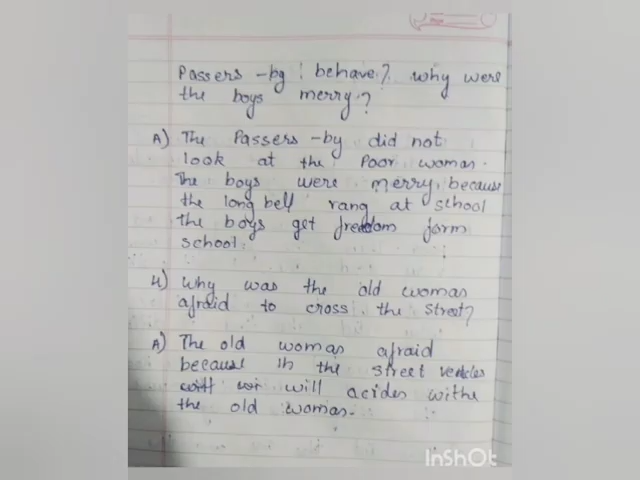 Passers -by behave? why were
the boys merry?
A) The Passers -by did not
look at the Poor woman.
The boys were merry because
the long bell rang at school
the boys get freedom form
school.
4) Why was the old woman
afraid to cross the street?
A) The old woman afraid
because in the street
will acides withe
the old woman.
InShOt